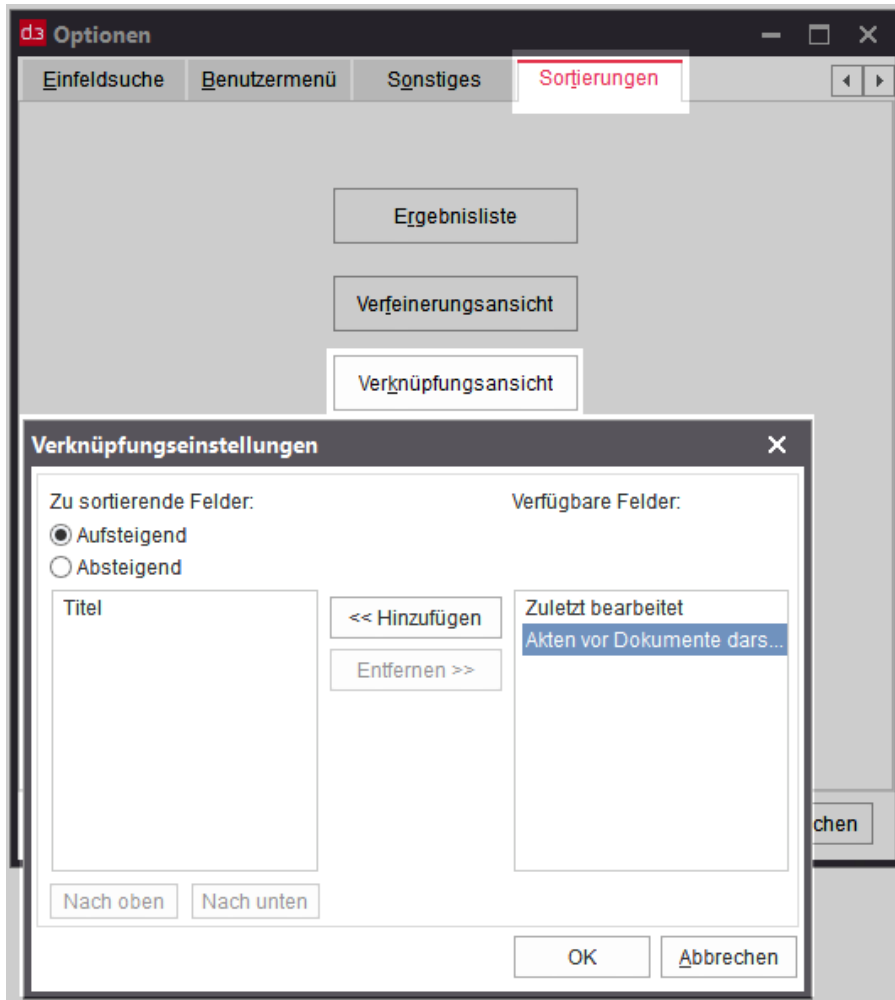 d3 Optionen
Einfeldsuche Benutzermenü Sonstiges Sortierungen
Ergebnisliste
Verfeinerungsansicht
Verknüpfungsansicht
Verknüpfungseinstellungen
Zu sortierende Felder: Verfügbare Felder:
Aufsteigend
Absteigend
Titel << Hinzufügen Zuletzt bearbeitet
Entfernen >> Akten vor Dokumente dars...
chen
Nach oben Nach unten
OK Abbrechen